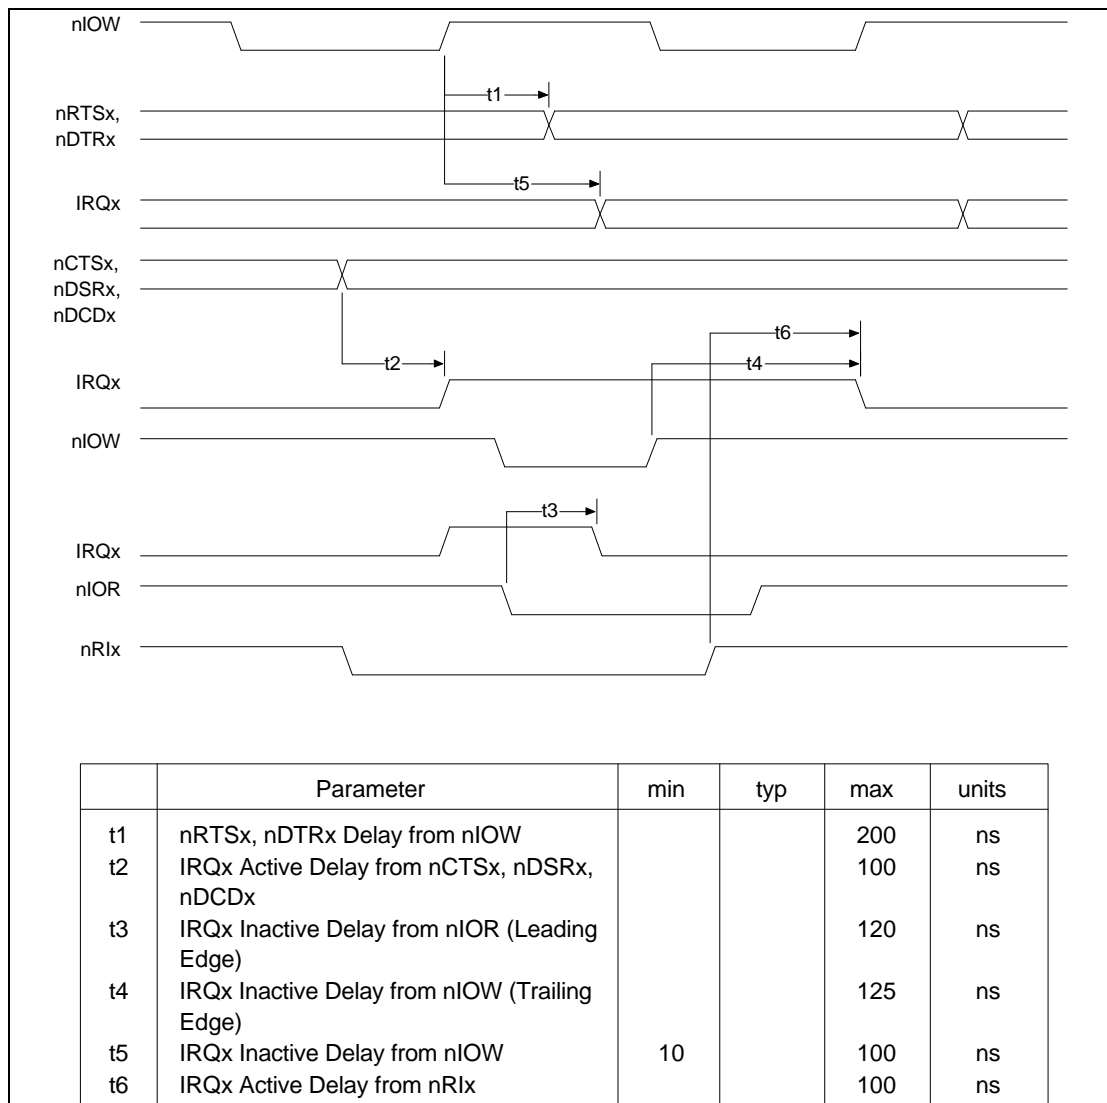 nIOW
t1
nRTSx,
nDTRx
t5
IRQx
nCTSx,
nDSRx,
nDCDx
t6
t2
t4
IRQx
nIOW
t3
IRQx
nIOR
nRIx
Parameter min typ max units
t1 nRTSx, nDTRx Delay from nIOW 200 ns
t2 IRQx Active Delay from nCTSx, nDSRx, 100 ns
nDCDx
t3 IRQx Inactive Delay from nIOR (Leading 120 ns
Edge)
t4 IRQx Inactive Delay from nIOW (Trailing 125 ns
Edge)
t5 IRQx Inactive Delay from nIOW 10 100 ns
t6 IRQx Active Delay from nRIx 100 ns